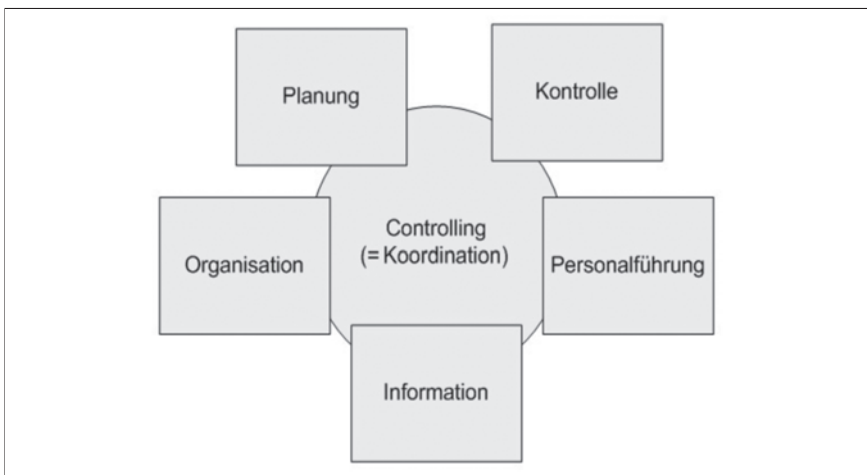 Planung
Kontrolle
Controlling
(= Koordination)
Organisation
Personalführung
Information